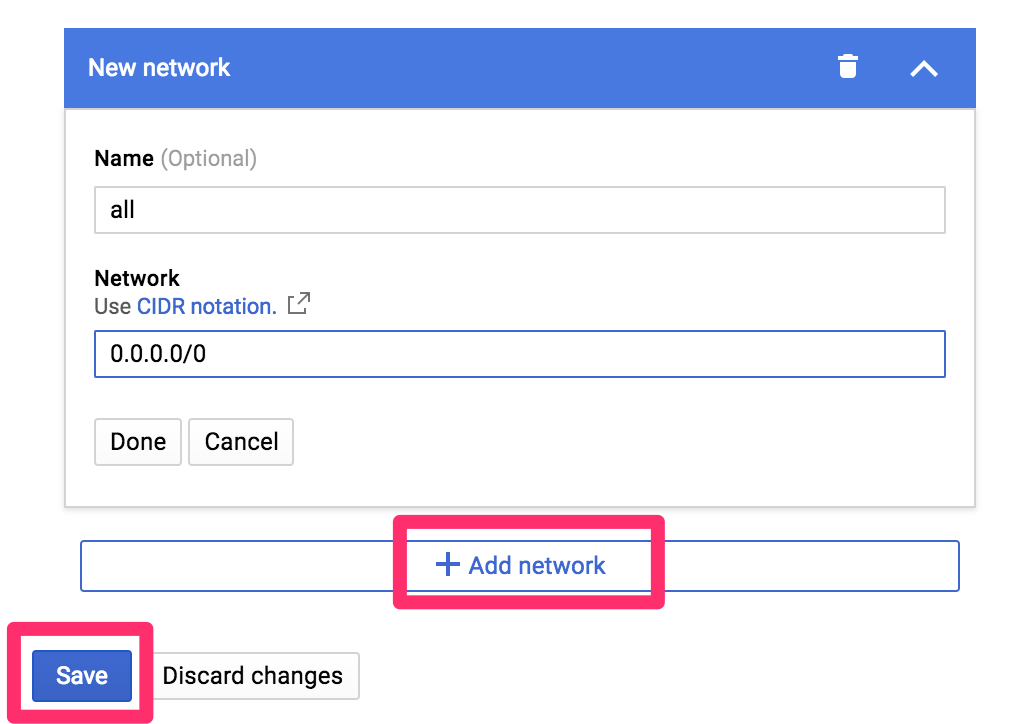 New network
Name (Optional)
all
Network
Use CIDR notation.
0.0.0.0/0
Done Cancel
Add network
Save Discard changes